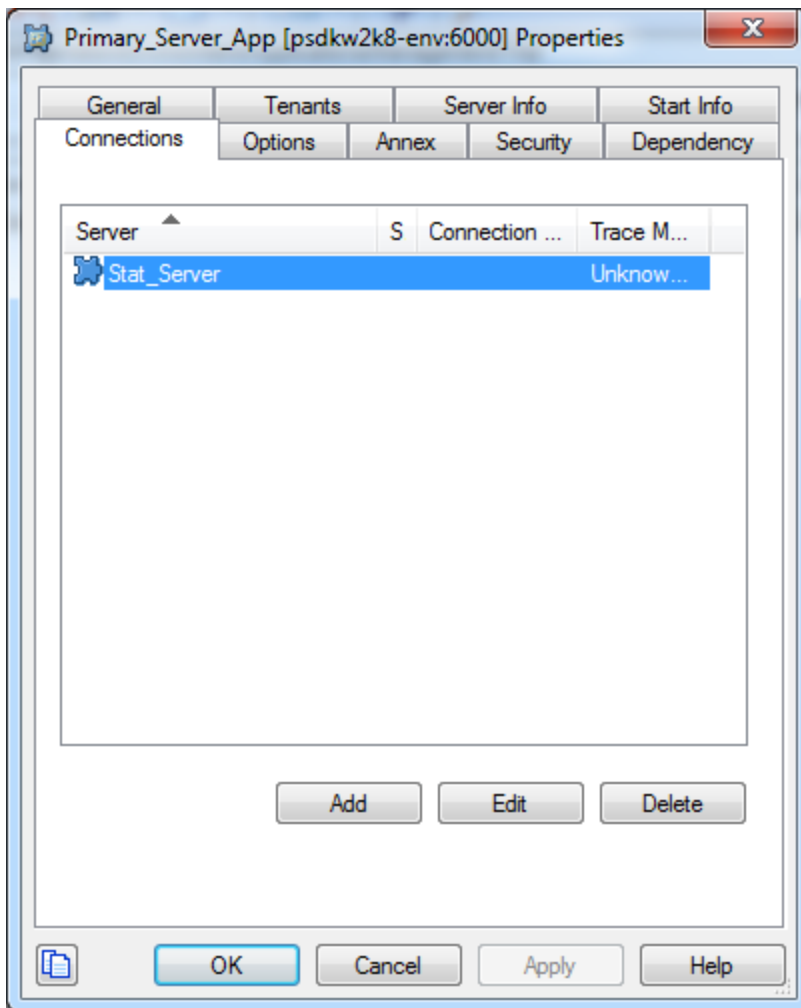 Primary_Server_App [psdkw2k8-env:6000] Properties
General Tenants Server Info Start Info
Connections Options Annex Security Dependency
Server S Connection ... Trace M...
Stat_Server Unknow...
Add Edit Delete
OK Cancel Apply Help